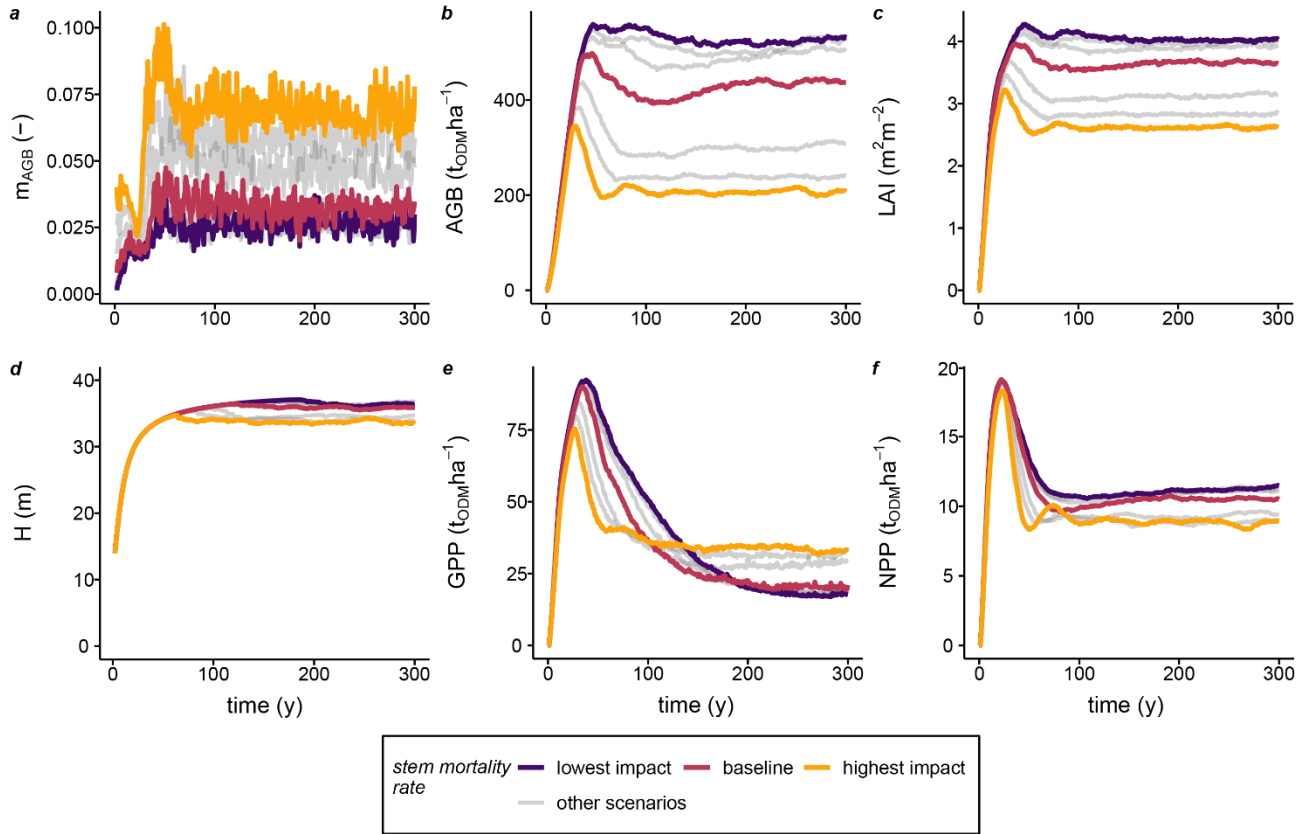 a
0.100
0.075
0.050
0.025
0.000
m_AGB (−)
0 100 200 300
b
400
200
0
AGB (t_ODM ha⁻¹)
0 100 200 300
c
4
3
2
1
0
LAI (m²m⁻²)
0 100 200 300
d
40
30
20
10
0
H (m)
0 100 200 300
time (y)
e
75
50
25
0
GPP (t_ODM ha⁻¹)
0 100 200 300
time (y)
f
20
15
10
5
0
NPP (t_ODM ha⁻¹)
0 100 200 300
time (y)
stem mortality
rate
lowest impact baseline highest impact
other scenarios